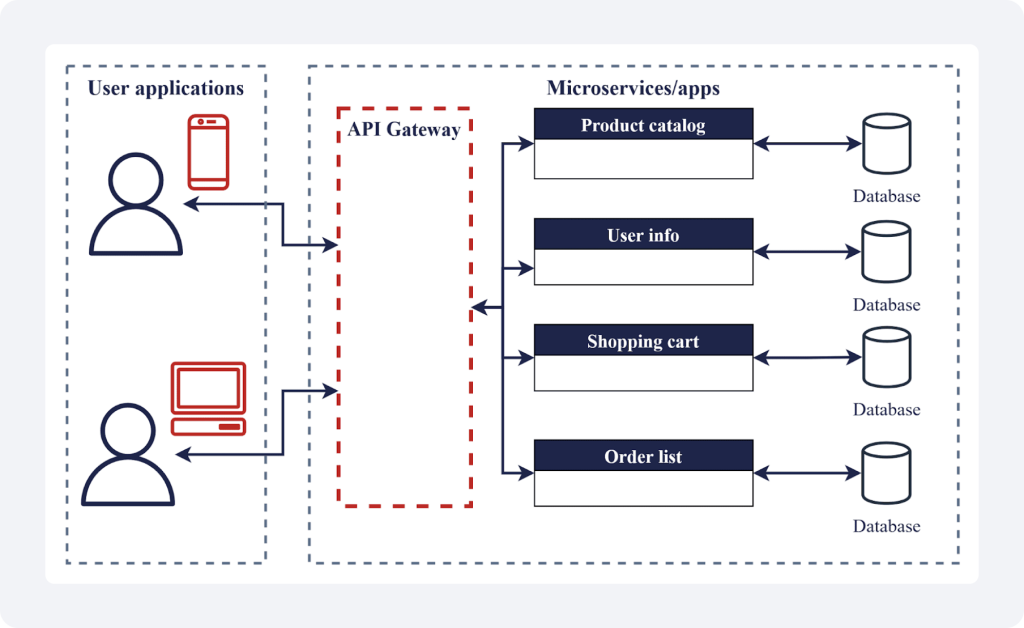 User applications
Microservices/apps
API Gateway
Product catalog
Database
User info
Database
Shopping cart
Database
Order list
Database